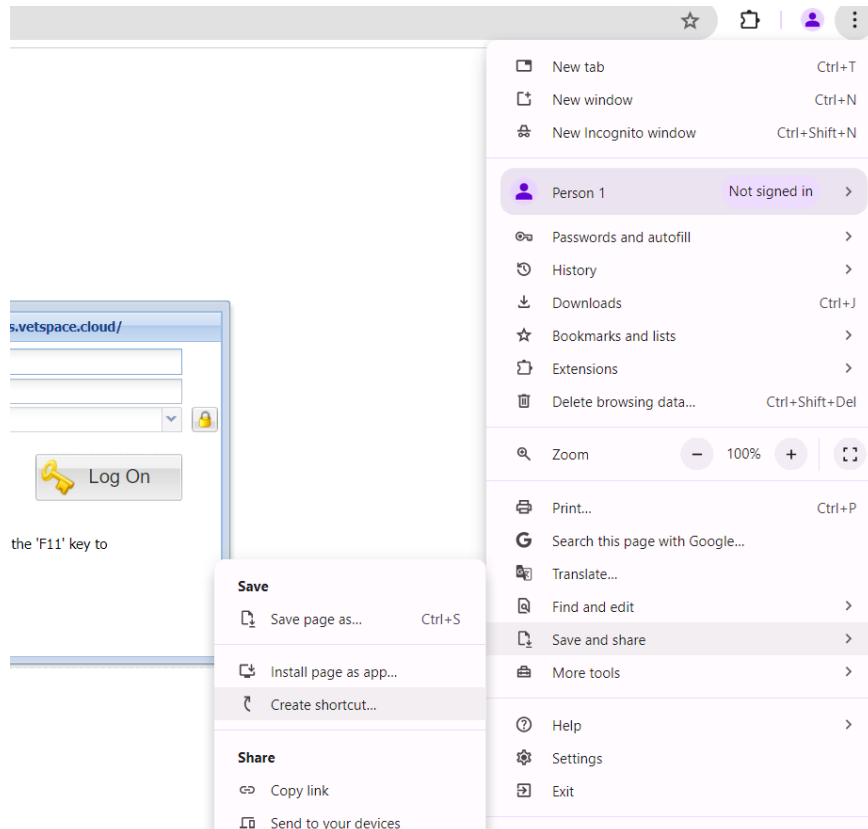 New tab Ctrl+T
New window Ctrl+N
New Incognito window Ctrl+Shift+N
Person 1 Not signed in
Passwords and autofill
History
Downloads Ctrl+J
Bookmarks and lists
Extensions
Delete browsing data... Ctrl+Shift+Del
Zoom − 100% +
Print... Ctrl+P
Search this page with Google...
Translate...
Find and edit
Save and share
More tools
Help
Settings
Exit
s.vetspace.cloud/
Log On
the 'F11' key to
Save
Save page as... Ctrl+S
Install page as app...
Create shortcut...
Share
Copy link
Send to your devices